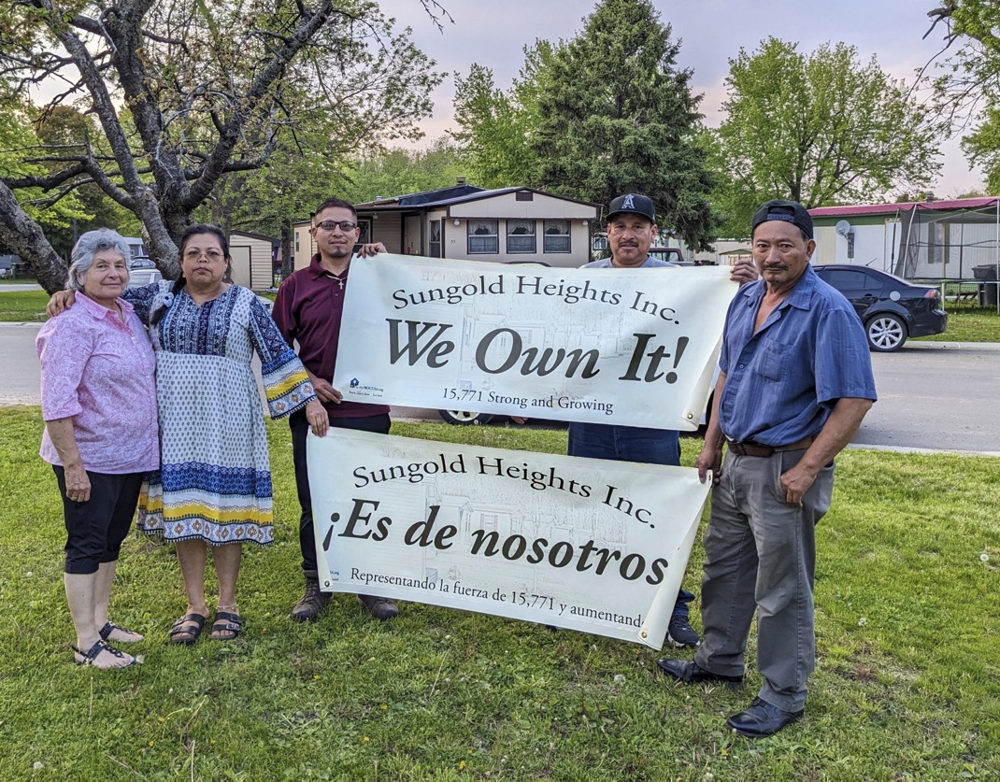 Sungold Heights Inc.
We Own It!
15,771 Strong and Growing
Sungold Heights Inc.
¡Es de nosotros
Representando la fuerza de 15,771 y aumentand